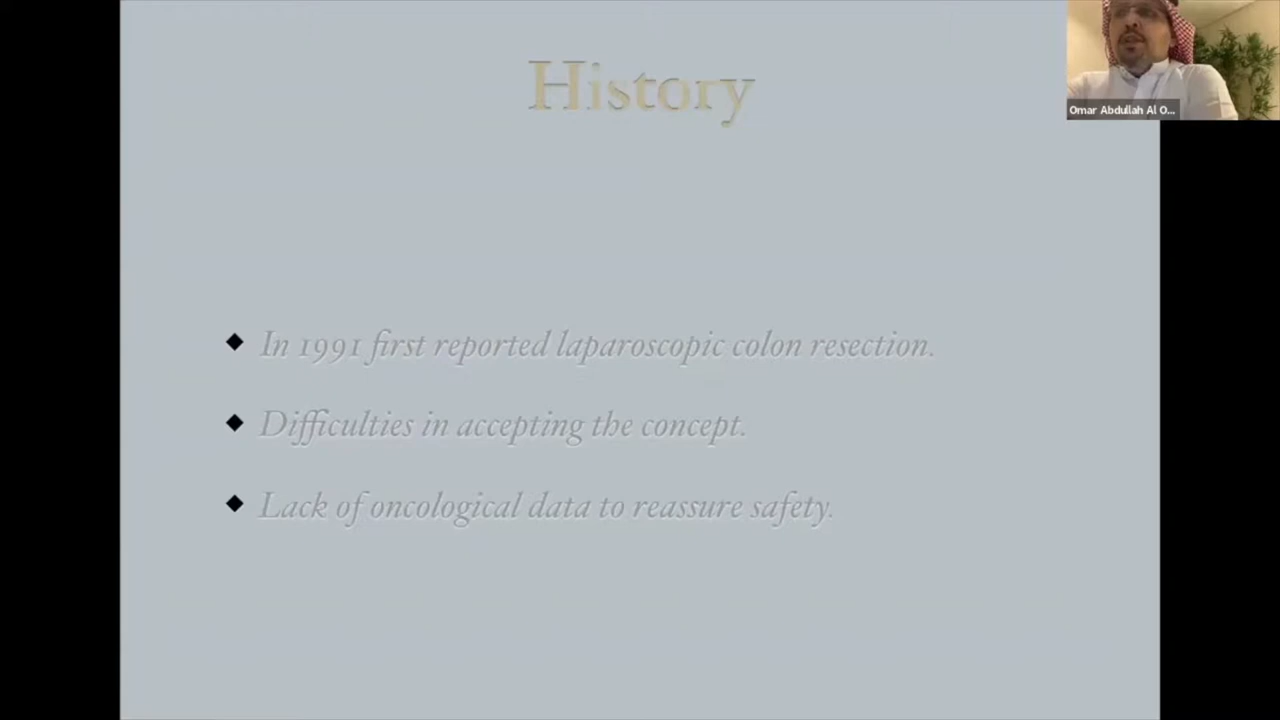 History
Omar Abdullah Al O...
In 1991 first reported laparoscopic colon resection.
Difficulties in accepting the concept.
Lack of oncological data to reassure safety.